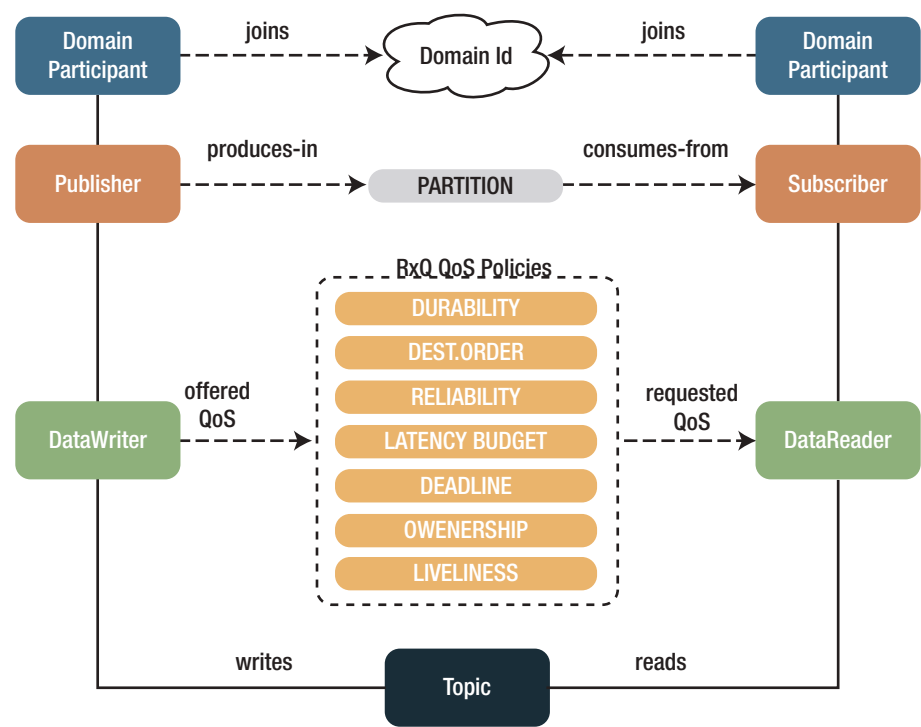 Domain
Participant
joins
Domain Id
joins
Domain
Participant
Publisher
produces-in
PARTITION
consumes-from
Subscriber
RxQ QoS Policies
DURABILITY
DEST.ORDER
RELIABILITY
LATENCY BUDGET
DEADLINE
OWENERSHIP
LIVELINESS
DataWriter
offered
QoS
requested
QoS
DataReader
writes
Topic
reads